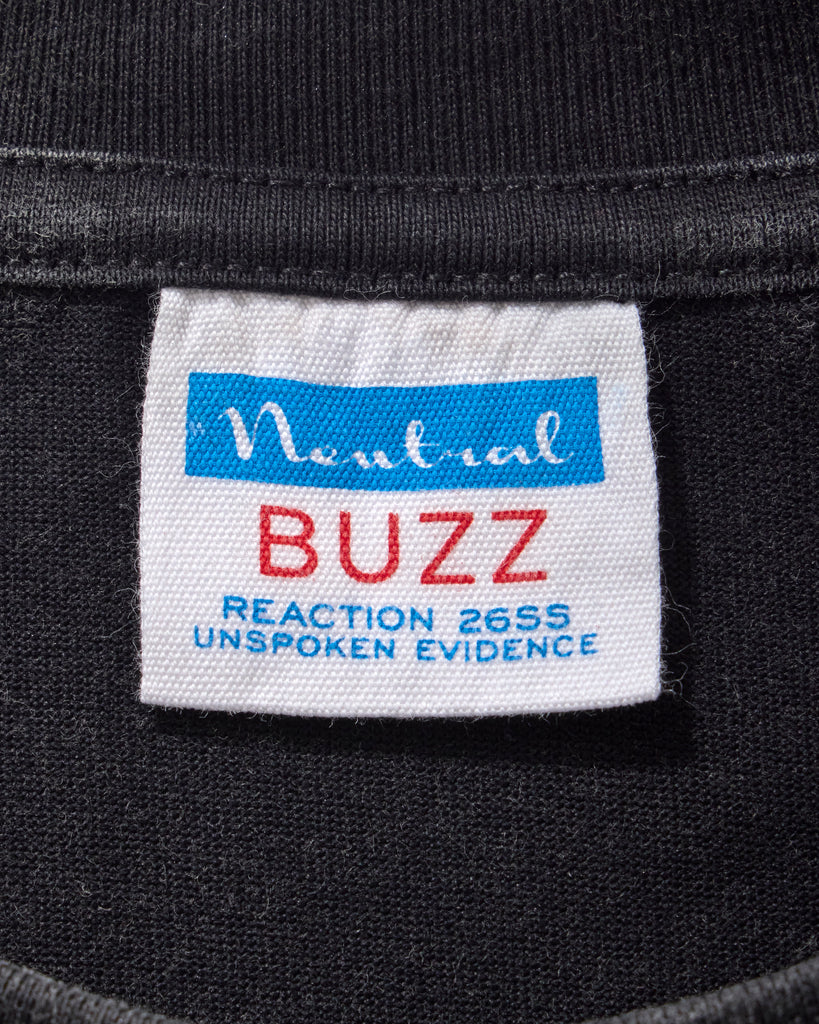 "Neutral
BUZZ
REACTION 26SS
UNSPOKEN EVIDENCE